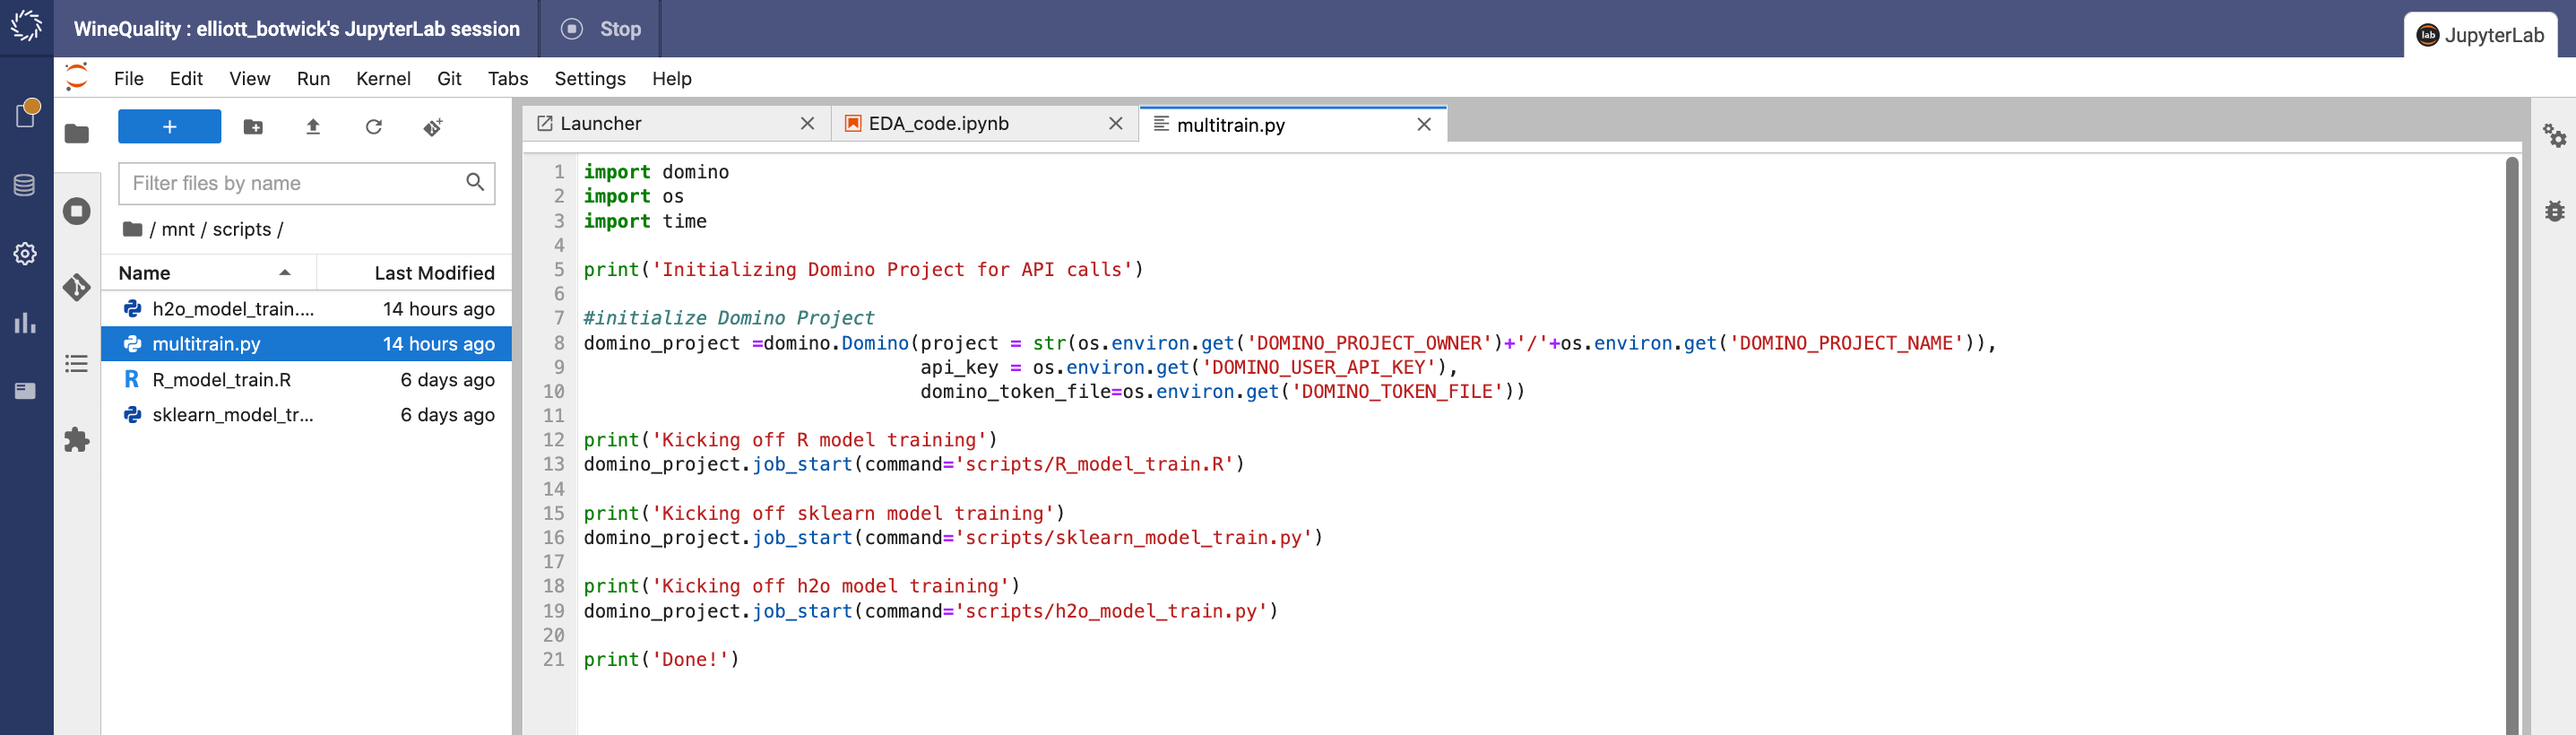 WineQuality : elliott_botwick's JupyterLab session
Stop
lab JupyterLab
File Edit View Run Kernel Git Tabs Settings Help
+
Filter files by name
/ mnt / scripts /
Name Last Modified
h2o_model_train.... 14 hours ago
multitrain.py 14 hours ago
R R_model_train.R 6 days ago
sklearn_model_tr... 6 days ago
Launcher
EDA_code.ipynb
multitrain.py
1 import domino
2 import os
3 import time
4
5 print('Initializing Domino Project for API calls')
6
7 #initialize Domino Project
8 domino_project =domino.Domino(project = str(os.environ.get('DOMINO_PROJECT_OWNER')+'/'+os.environ.get('DOMINO_PROJECT_NAME')),
9 api_key = os.environ.get('DOMINO_USER_API_KEY'),
10 domino_token_file=os.environ.get('DOMINO_TOKEN_FILE'))
11
12 print('Kicking off R model training')
13 domino_project.job_start(command='scripts/R_model_train.R')
14
15 print('Kicking off sklearn model training')
16 domino_project.job_start(command='scripts/sklearn_model_train.py')
17
18 print('Kicking off h2o model training')
19 domino_project.job_start(command='scripts/h2o_model_train.py')
20
21 print('Done!')